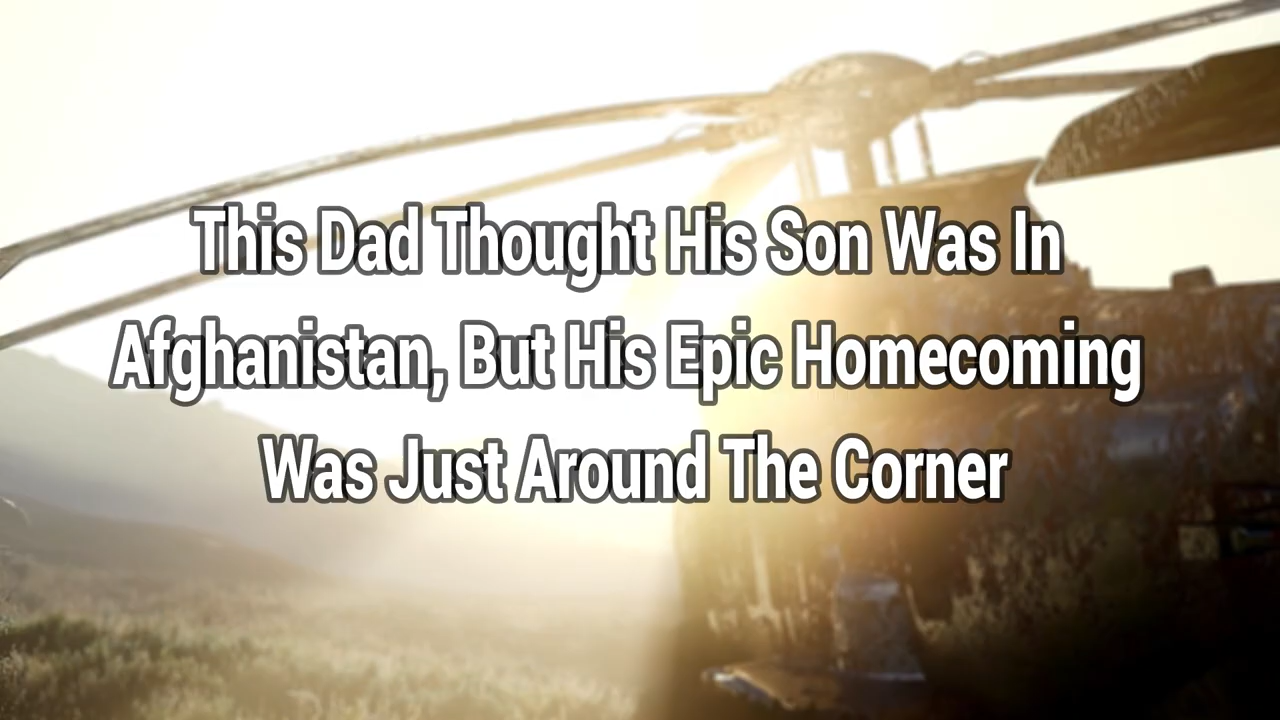 This Dad Thought His Son Was In
Afghanistan, But His Epic Homecoming
Was Just Around The Corner